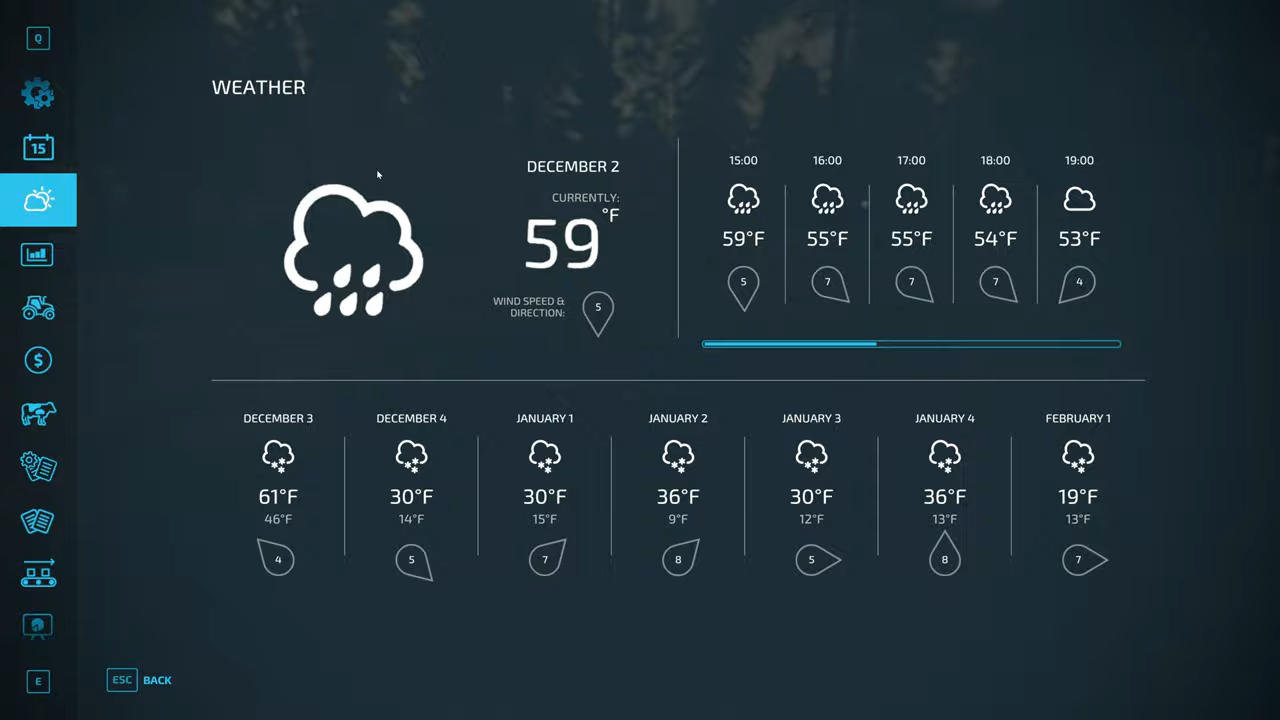 Q
15
$
E
WEATHER
DECEMBER 2
CURRENTLY:
59 °F
WIND SPEED &
DIRECTION:
5
15:00 16:00 17:00 18:00 19:00
59°F 55°F 55°F 54°F 53°F
5 7 7 7 4
DECEMBER 3 DECEMBER 4 JANUARY 1 JANUARY 2 JANUARY 3 JANUARY 4 FEBRUARY 1
61°F 30°F 30°F 36°F 30°F 36°F 19°F
46°F 14°F 15°F 9°F 12°F 13°F 13°F
4 5 7 8 5 8 7
ESC BACK